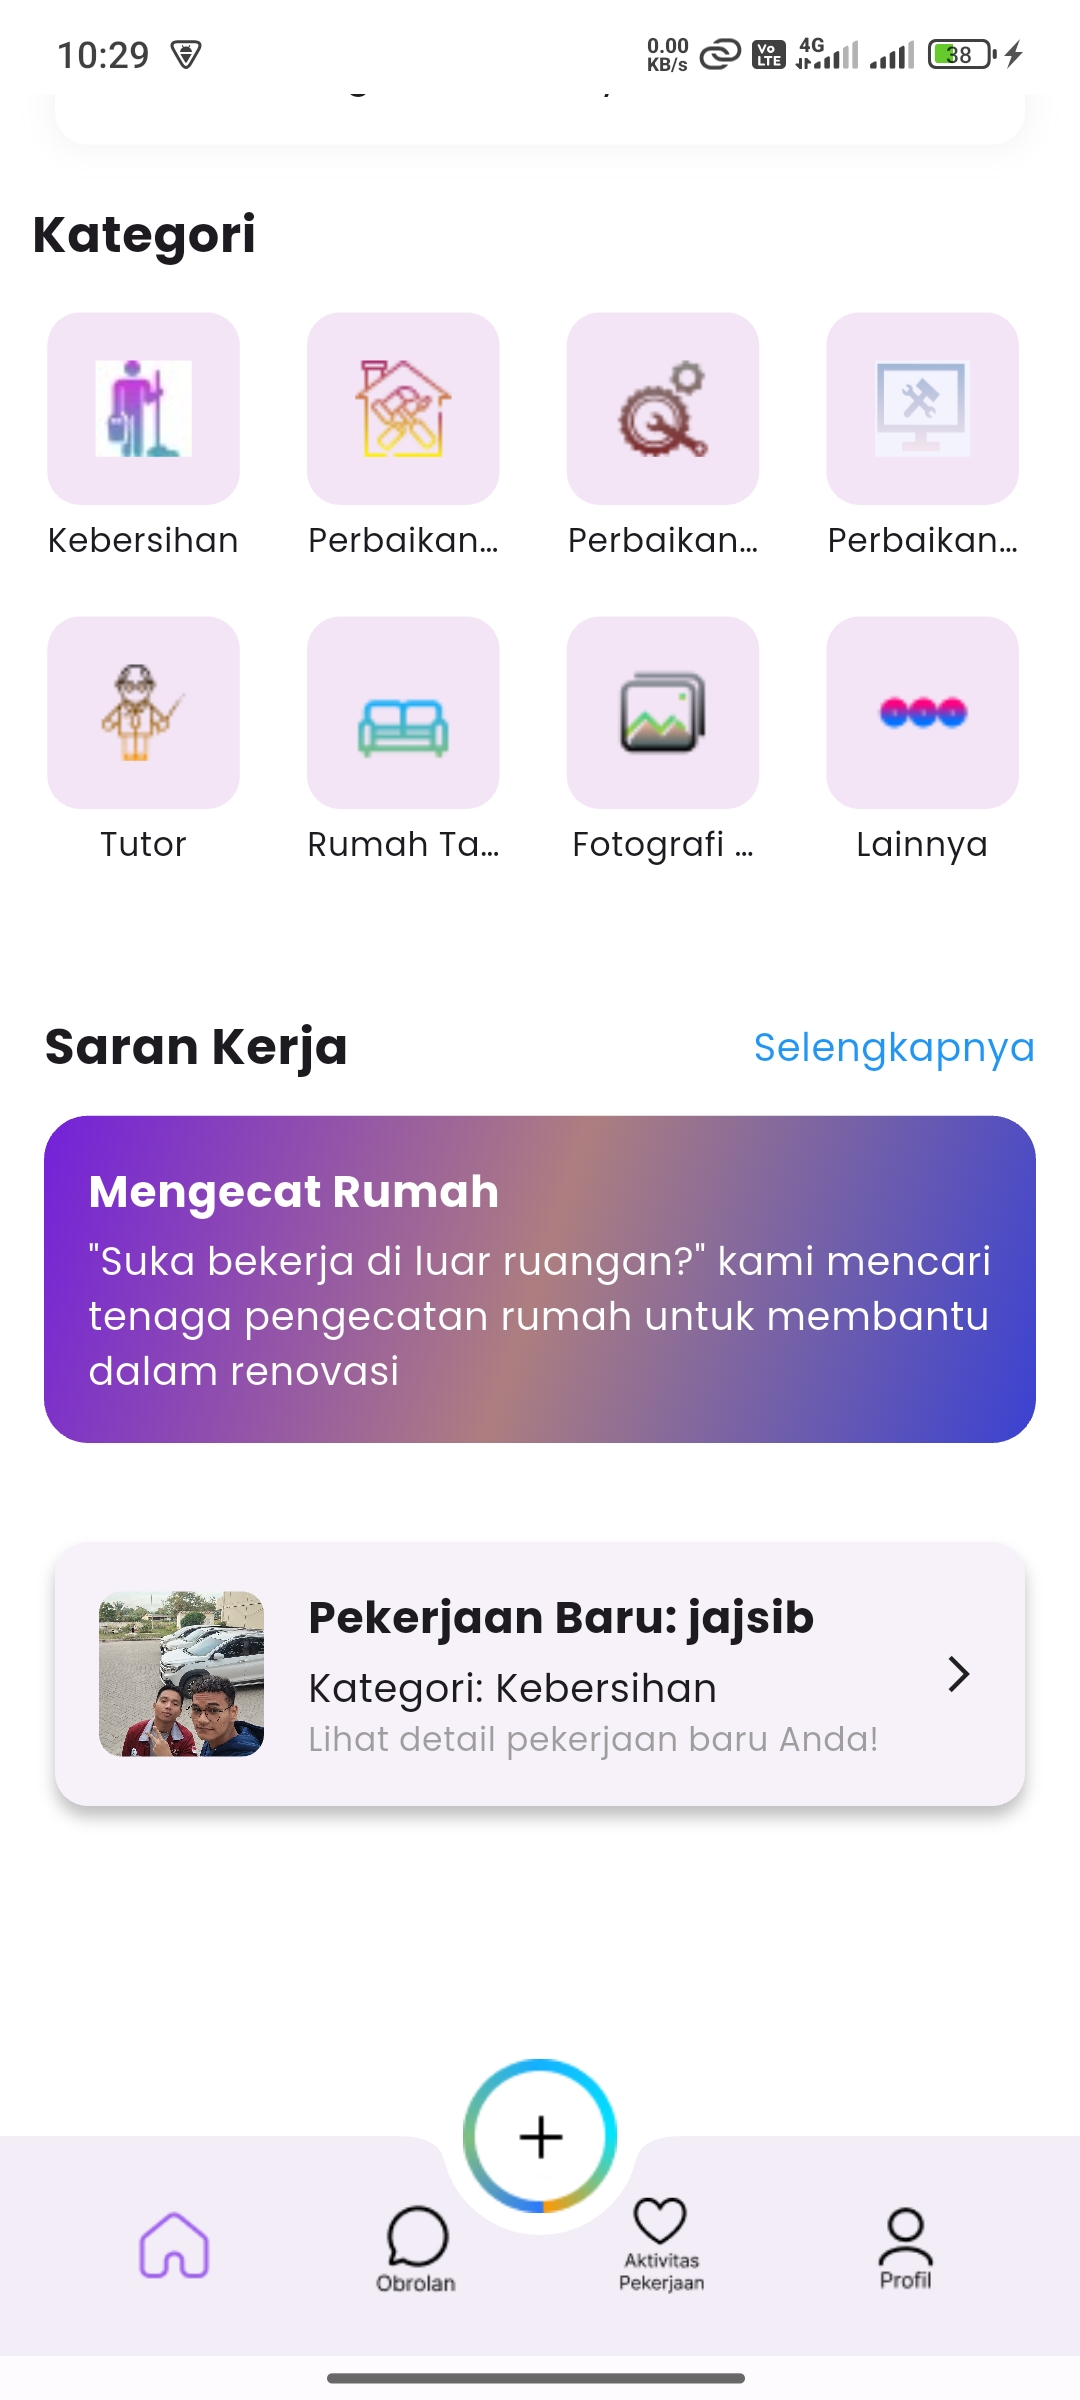 10:29
0.00
KB/s
Vo
LTE
4G
38
Kategori
Kebersihan
Perbaikan...
Perbaikan...
Perbaikan...
Tutor
Rumah Ta...
Fotografi ...
Lainnya
Saran Kerja
Selengkapnya
Mengecat Rumah
"Suka bekerja di luar ruangan?" kami mencari
tenaga pengecatan rumah untuk membantu
dalam renovasi
Pekerjaan Baru: jajsib
Kategori: Kebersihan
Lihat detail pekerjaan baru Anda!
Obrolan
Aktivitas
Pekerjaan
Profil